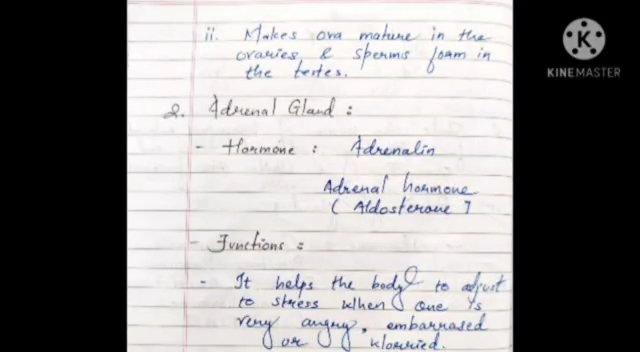 ii. Makes ova mature in the
ovaries & sperms foam in
the testes.
2. Adrenal Gland :
- Hormone : Adrenalin
Adrenal hormone
( Aldosterone )
- Functions :
- It helps the body to adjust
to stress when one is
very angry, embarrased
or worried.
K
KINEMASTER